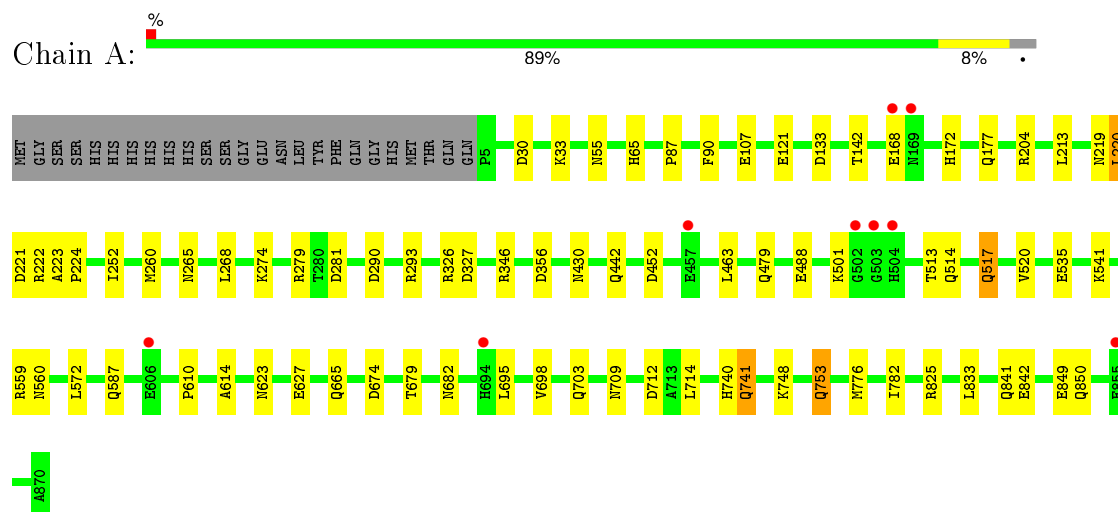 %
Chain A:
89% 8% •
MET GLY SER SER HIS HIS HIS HIS HIS HIS SER SER GLY GLU ASN LEU TYR PHE GLN GLY HIS MET THR GLN GLN P5 D30 K33 N55 H65 P87 F90 E107 E121 D133 T142 E168 N169 H172 Q177 R204 L213 N219 L220
D221 R222 A223 P224 I252 M260 N265 L268 K274 R279 T280 D281 D290 R293 R326 D327 R346 D356 N430 Q442 D452 E457 L463 Q479 E488 K501 G502 G503 H504 T513 Q514 Q517 V520 E535 K541
R559 N560 L572 Q587 E606 P610 A614 N623 E627 Q665 D674 T679 N682 H694 L695 V698 Q703 N709 D712 A713 L714 H740 Q741 K748 Q753 M776 I782 R825 L833 Q841 E842 E849 Q850 E855
A870